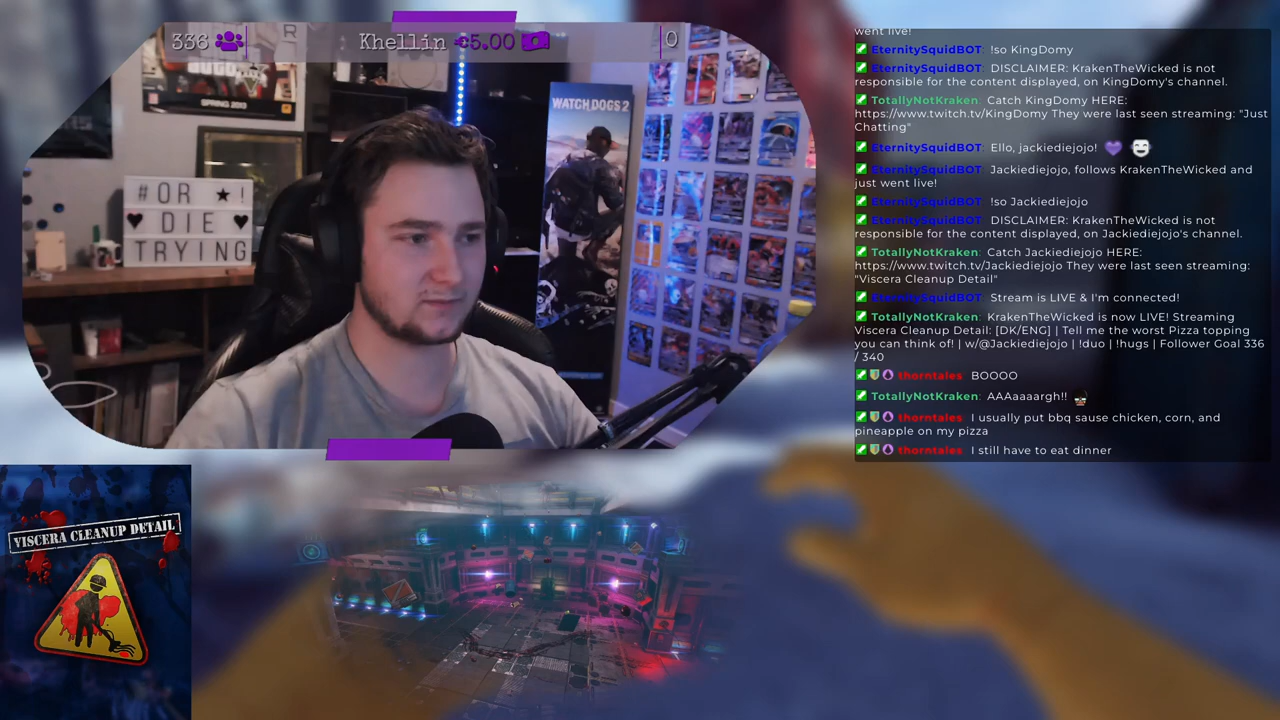 336
Khellin €5.00
0
R
SPRING 2013
WATCH DOGS 2
#OR ★!
♥ DIE ♥
TRYING
went live!
EternitySquidBOT: !so KingDomy
EternitySquidBOT: DISCLAIMER: KrakenTheWicked is not
responsible for the content displayed, on KingDomy's channel.
TotallyNotKraken: Catch KingDomy HERE:
https://www.twitch.tv/KingDomy They were last seen streaming: "Just
Chatting"
EternitySquidBOT: Ello, jackiediejojo!
EternitySquidBOT: Jackiediejojo, follows KrakenTheWicked and
just went live!
EternitySquidBOT: !so Jackiediejojo
EternitySquidBOT: DISCLAIMER: KrakenTheWicked is not
responsible for the content displayed, on Jackiediejojo's channel.
TotallyNotKraken: Catch Jackiediejojo HERE:
https://www.twitch.tv/Jackiediejojo They were last seen streaming:
"Viscera Cleanup Detail"
EternitySquidBOT: Stream is LIVE & I'm connected!
TotallyNotKraken: KrakenTheWicked is now LIVE! Streaming
Viscera Cleanup Detail: [DK/ENG] | Tell me the worst Pizza topping
you can think of! | w/@Jackiediejojo | !duo | !hugs | Follower Goal 336
/ 340
thorntales: BOOOO
TotallyNotKraken: AAAaaaargh!!
thorntales: I usually put bbq sause chicken, corn, and
pineapple on my pizza
thorntales: I still have to eat dinner
VISCERA CLEANUP DETAIL